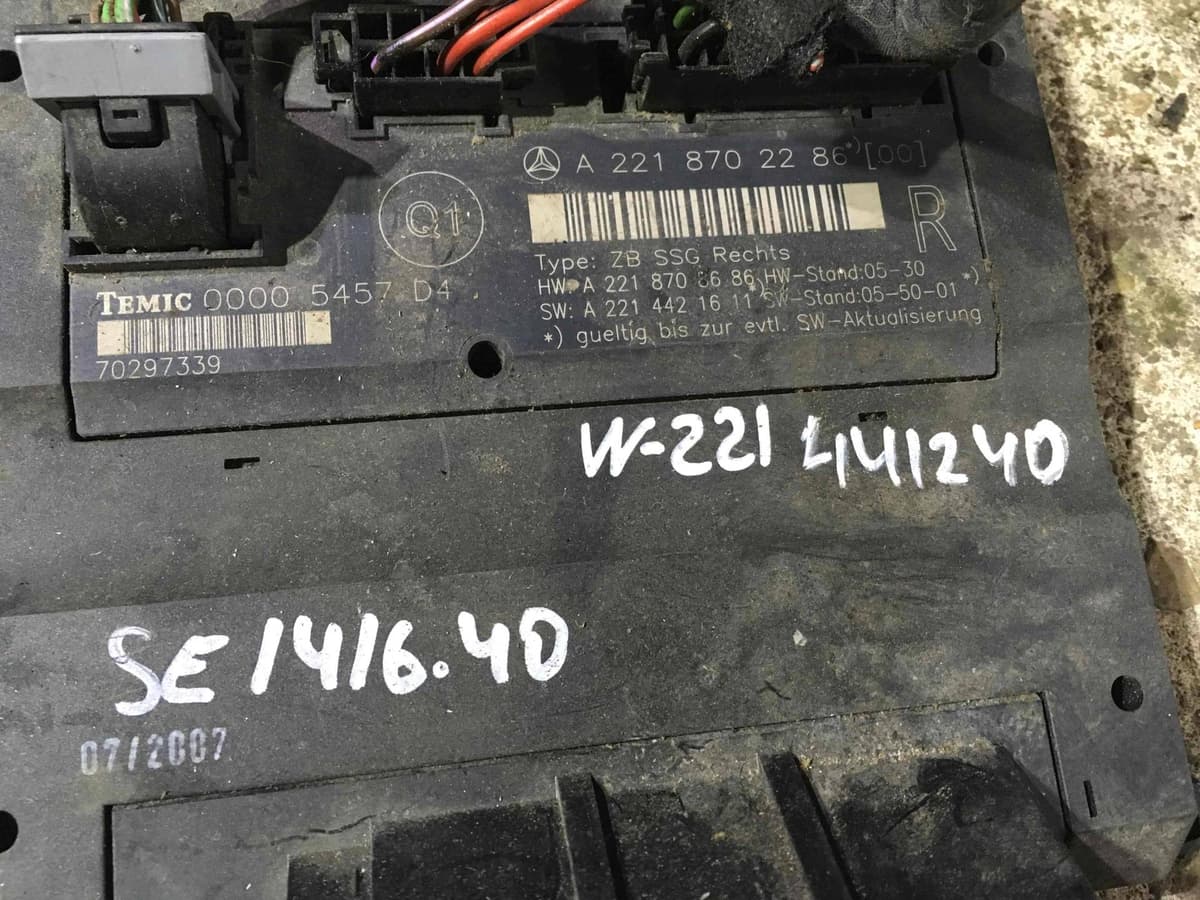 A 221 870 22 86*)[00]
Q1
R
Type: ZB SSG Rechts
HW: A 221 870 86 86 HW-Stand:05-30
SW: A 221 442 16 11 SW-Stand:05-50-01 *)
*) gueltig bis zur evtl. SW-Aktualisierung
TEMIC 0000 5457 D4
70297339
W-221 4141240
SE 1416.40
07/2007